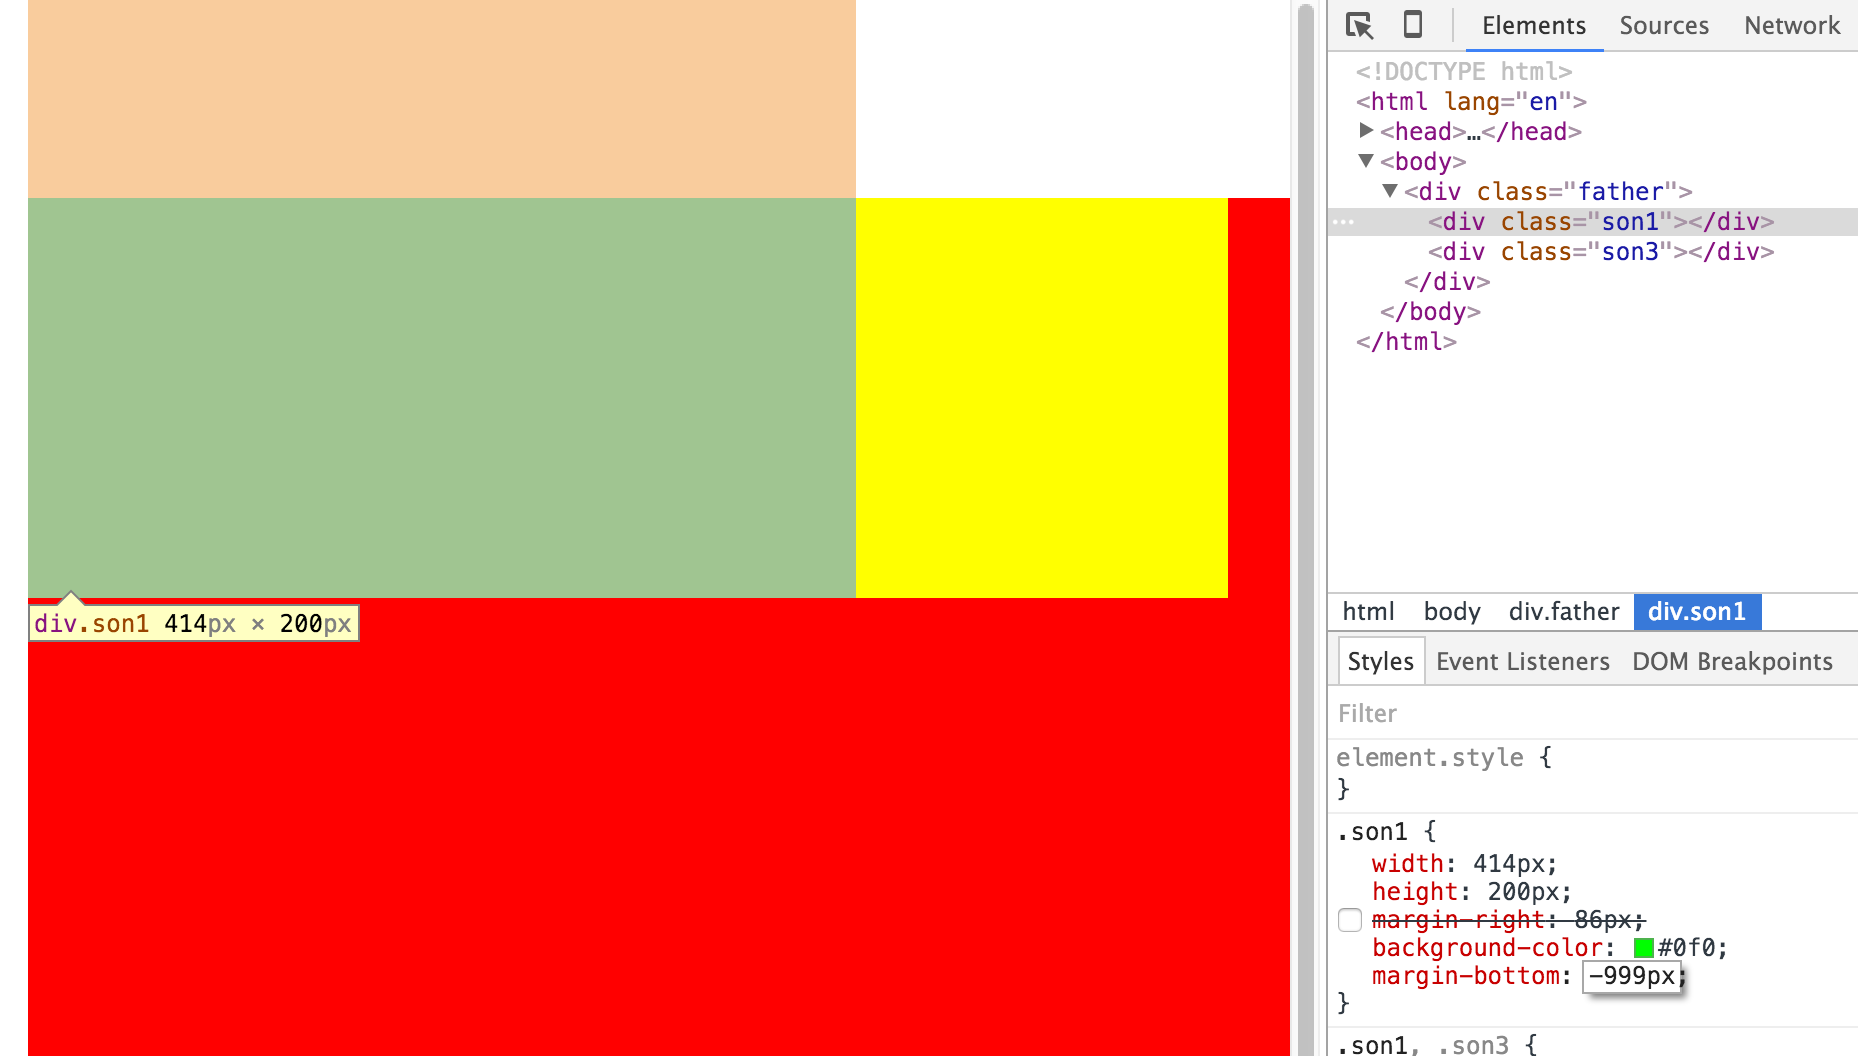 Elements Sources Network
<!DOCTYPE html>
<html lang="en">
▶<head>…</head>
▼<body>
▼<div class="father">
…<div class="son1"></div>
<div class="son3"></div>
</div>
</body>
</html>
div.son1 414px × 200px
html body div.father div.son1
Styles Event Listeners DOM Breakpoints
Filter
element.style {
}
.son1 {
width: 414px;
height: 200px;
margin-right: 86px;
background-color: #0f0;
margin-bottom: -999px;
}
.son1, .son3 {